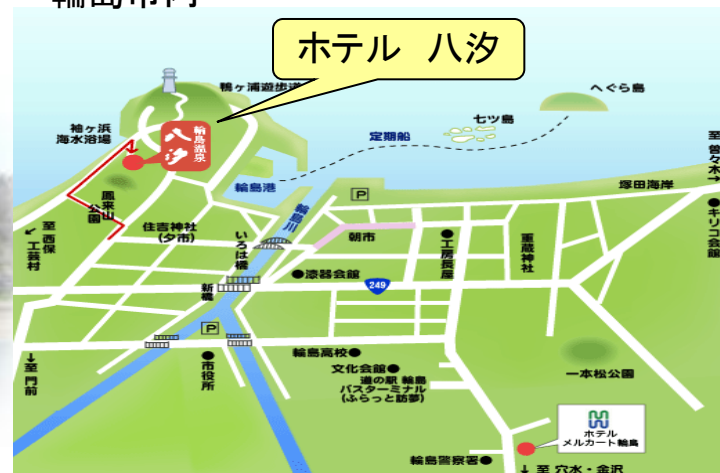 輪島市内
ホテル 八汐
鴨ヶ浦遊歩道
へぐら島
七ツ島
定期船
袖ヶ浜
海水浴場
輪島温泉
八汐
至 曽々木→
輪島港
P
塚田海岸
鳳来山
公園
輪島川
住吉神社
(夕市)
いろは橋
朝市
●工房長屋
重蔵神社
●キリコ会館
↙ 至 西保
工芸村
●漆器会館
新橋
249
P
輪島高校●
●市役所
文化会館●
道の駅 輪島
バスターミナル
(ふらっと訪夢)
一本松公園
↓至 門前
ホテル
メルカート輪島
輪島警察署●
↓ 至 穴水・金沢